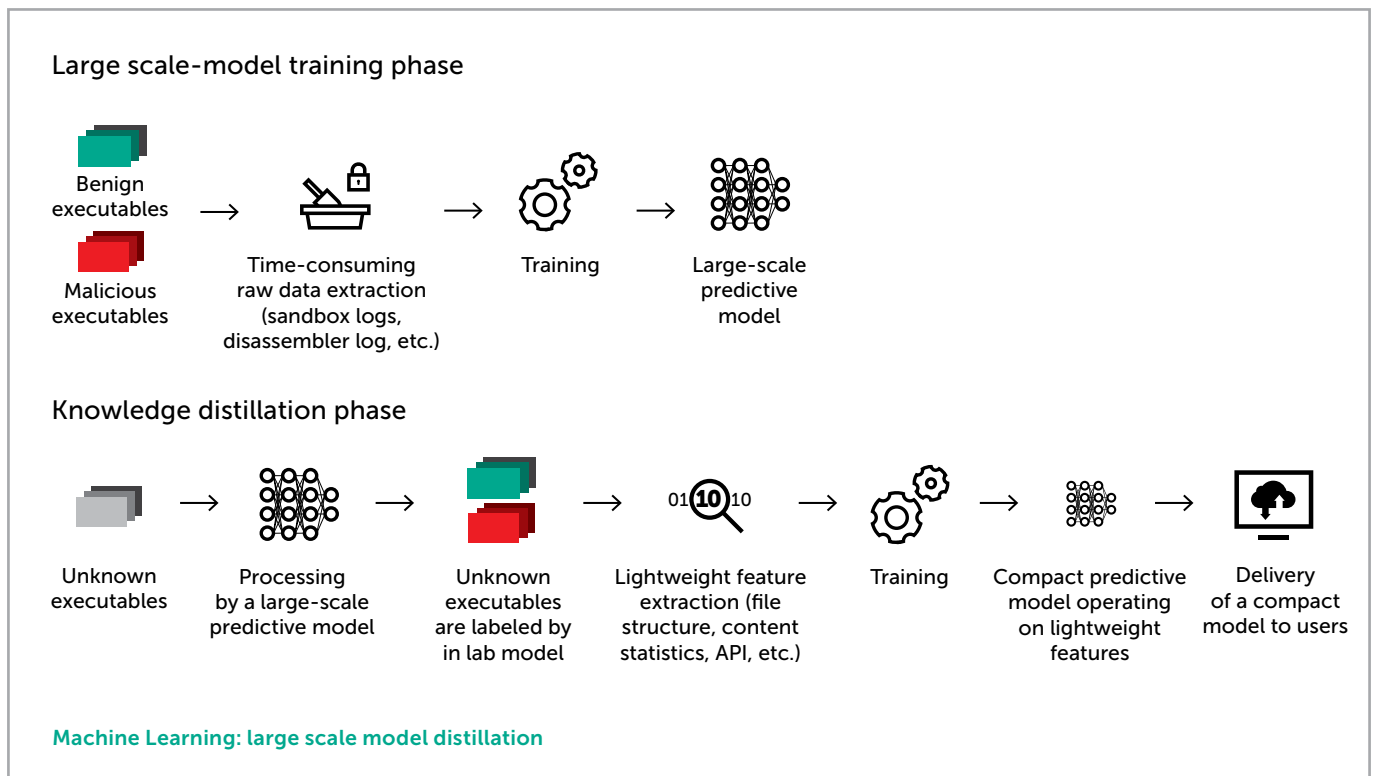 Large scale-model training phase
Benign
executables
Malicious
executables
Time-consuming
raw data extraction
(sandbox logs,
disassembler log, etc.)
Training
Large-scale
predictive
model
Knowledge distillation phase
Unknown
executables
Processing
by a large-scale
predictive model
Unknown
executables
are labeled by
in lab model
01 10 10
Lightweight feature
extraction (file
structure, content
statistics, API, etc.)
Training
Compact predictive
model operating
on lightweight
features
Delivery
of a compact
model to users
Machine Learning: large scale model distillation